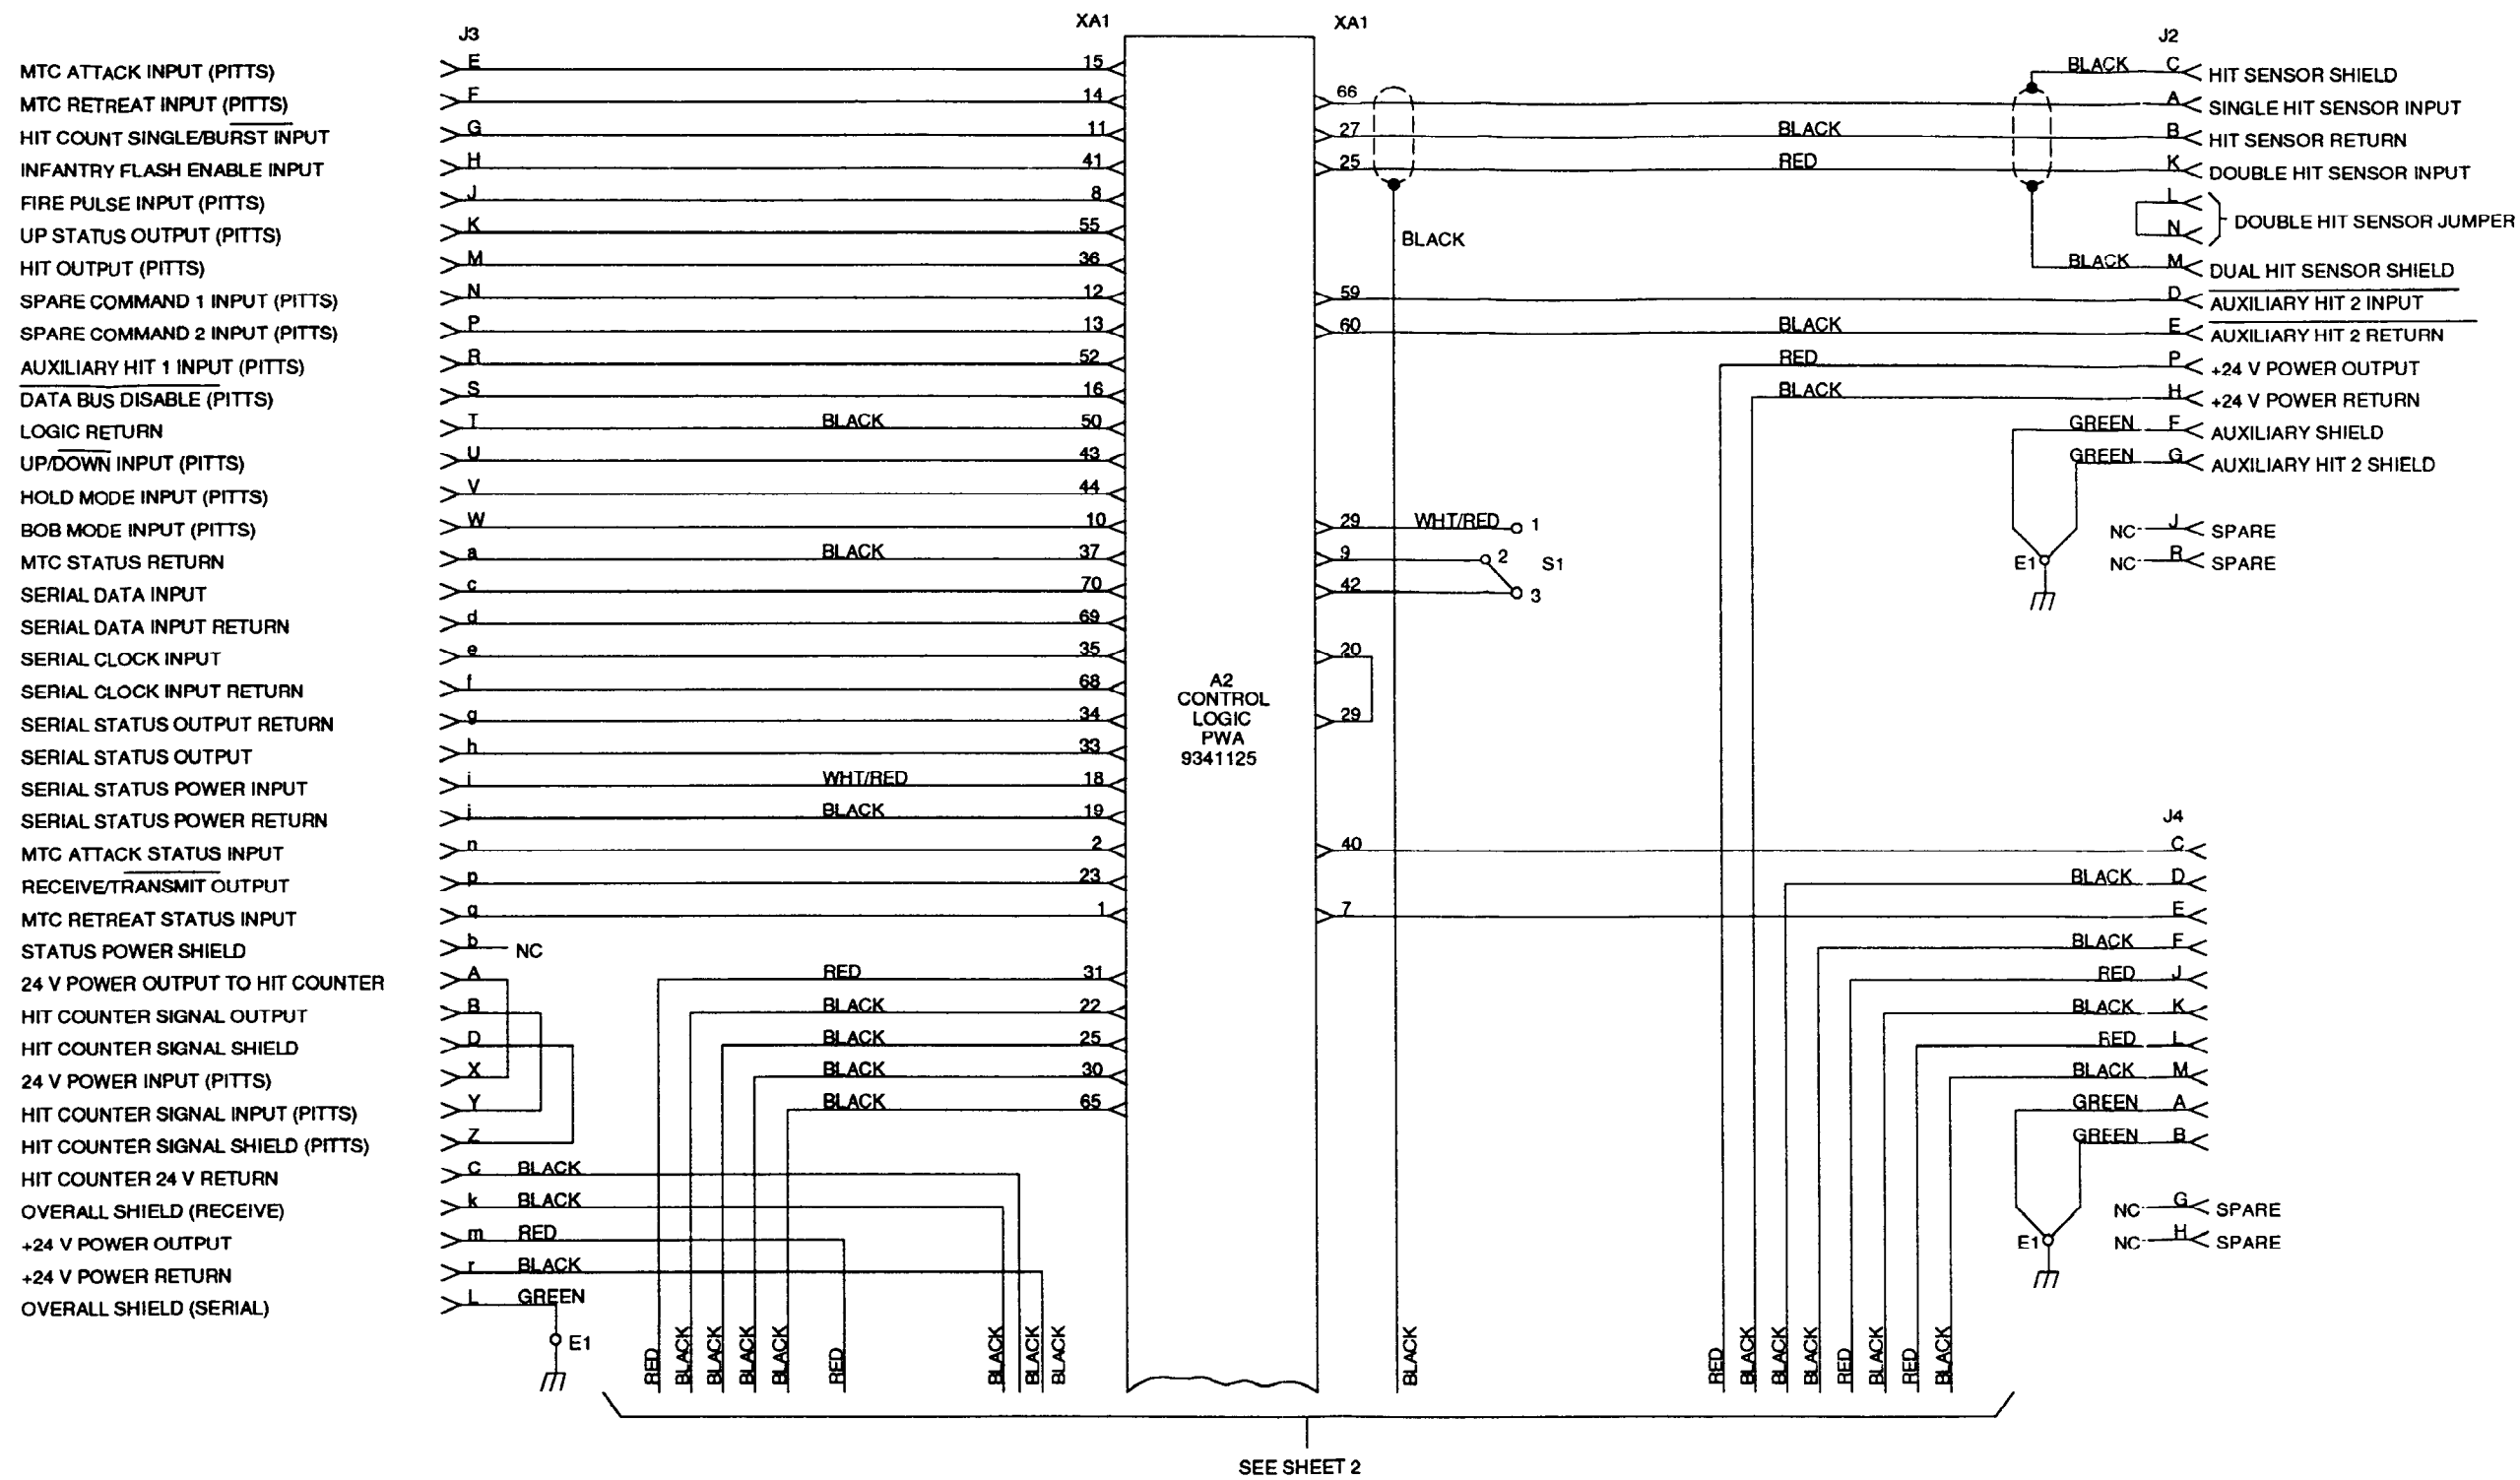 XA1 XA1
J3 J2
MTC ATTACK INPUT (PITTS) E 15
BLACK C HIT SENSOR SHIELD
MTC RETREAT INPUT (PITTS) F 14
66 A SINGLE HIT SENSOR INPUT
HIT COUNT SINGLE/BURST INPUT G 11
27 BLACK B HIT SENSOR RETURN
INFANTRY FLASH ENABLE INPUT H 41
25 RED K DOUBLE HIT SENSOR INPUT
FIRE PULSE INPUT (PITTS) J 8
L
N DOUBLE HIT SENSOR JUMPER
UP STATUS OUTPUT (PITTS) K 55
BLACK
HIT OUTPUT (PITTS) M 36
BLACK M DUAL HIT SENSOR SHIELD
SPARE COMMAND 1 INPUT (PITTS) N 12
59 D AUXILIARY HIT 2 INPUT
SPARE COMMAND 2 INPUT (PITTS) P 13
60 BLACK E AUXILIARY HIT 2 RETURN
AUXILIARY HIT 1 INPUT (PITTS) R 52
RED P +24 V POWER OUTPUT
DATA BUS DISABLE (PITTS) S 16
BLACK H +24 V POWER RETURN
LOGIC RETURN T BLACK 50
GREEN F AUXILIARY SHIELD
UP/DOWN INPUT (PITTS) U 43
GREEN G AUXILIARY HIT 2 SHIELD
HOLD MODE INPUT (PITTS) V 44
BOB MODE INPUT (PITTS) W 10
29 WHT/RED 1
NC J SPARE
MTC STATUS RETURN a BLACK 37
9 2 S1
E1 NC R SPARE
SERIAL DATA INPUT c 70
42 3
SERIAL DATA INPUT RETURN d 69
SERIAL CLOCK INPUT e 35
20
SERIAL CLOCK INPUT RETURN f 68
A2
CONTROL
LOGIC
PWA
9341125
SERIAL STATUS OUTPUT RETURN g 34
29
SERIAL STATUS OUTPUT h 33
SERIAL STATUS POWER INPUT i WHT/RED 18
SERIAL STATUS POWER RETURN j BLACK 19
J4
MTC ATTACK STATUS INPUT n 2
40 C
RECEIVE/TRANSMIT OUTPUT p 23
BLACK D
MTC RETREAT STATUS INPUT q 1
7 E
STATUS POWER SHIELD b NC
BLACK F
24 V POWER OUTPUT TO HIT COUNTER A RED 31
RED J
HIT COUNTER SIGNAL OUTPUT B BLACK 22
BLACK K
HIT COUNTER SIGNAL SHIELD D BLACK 25
RED L
24 V POWER INPUT (PITTS) X BLACK 30
BLACK M
HIT COUNTER SIGNAL INPUT (PITTS) Y BLACK 65
GREEN A
HIT COUNTER SIGNAL SHIELD (PITTS) Z
GREEN B
HIT COUNTER 24 V RETURN C BLACK
OVERALL SHIELD (RECEIVE) k BLACK
NC G SPARE
+24 V POWER OUTPUT m RED
E1 NC H SPARE
+24 V POWER RETURN r BLACK
OVERALL SHIELD (SERIAL) L GREEN
E1
RED BLACK BLACK BLACK BLACK RED BLACK BLACK BLACK BLACK RED BLACK BLACK BLACK RED BLACK RED BLACK
SEE SHEET 2